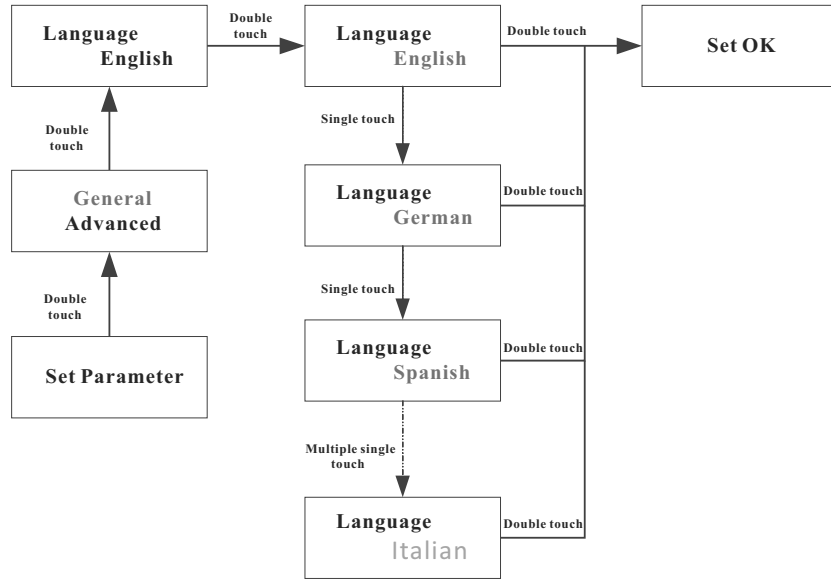 Language
English
Double
touch
Language
English
Double touch
Set OK
Double
touch
Single touch
General
Advanced
Language
German
Double touch
Double
touch
Single touch
Set Parameter
Language
Spanish
Double touch
Multiple single
touch
Language
Italian
Double touch